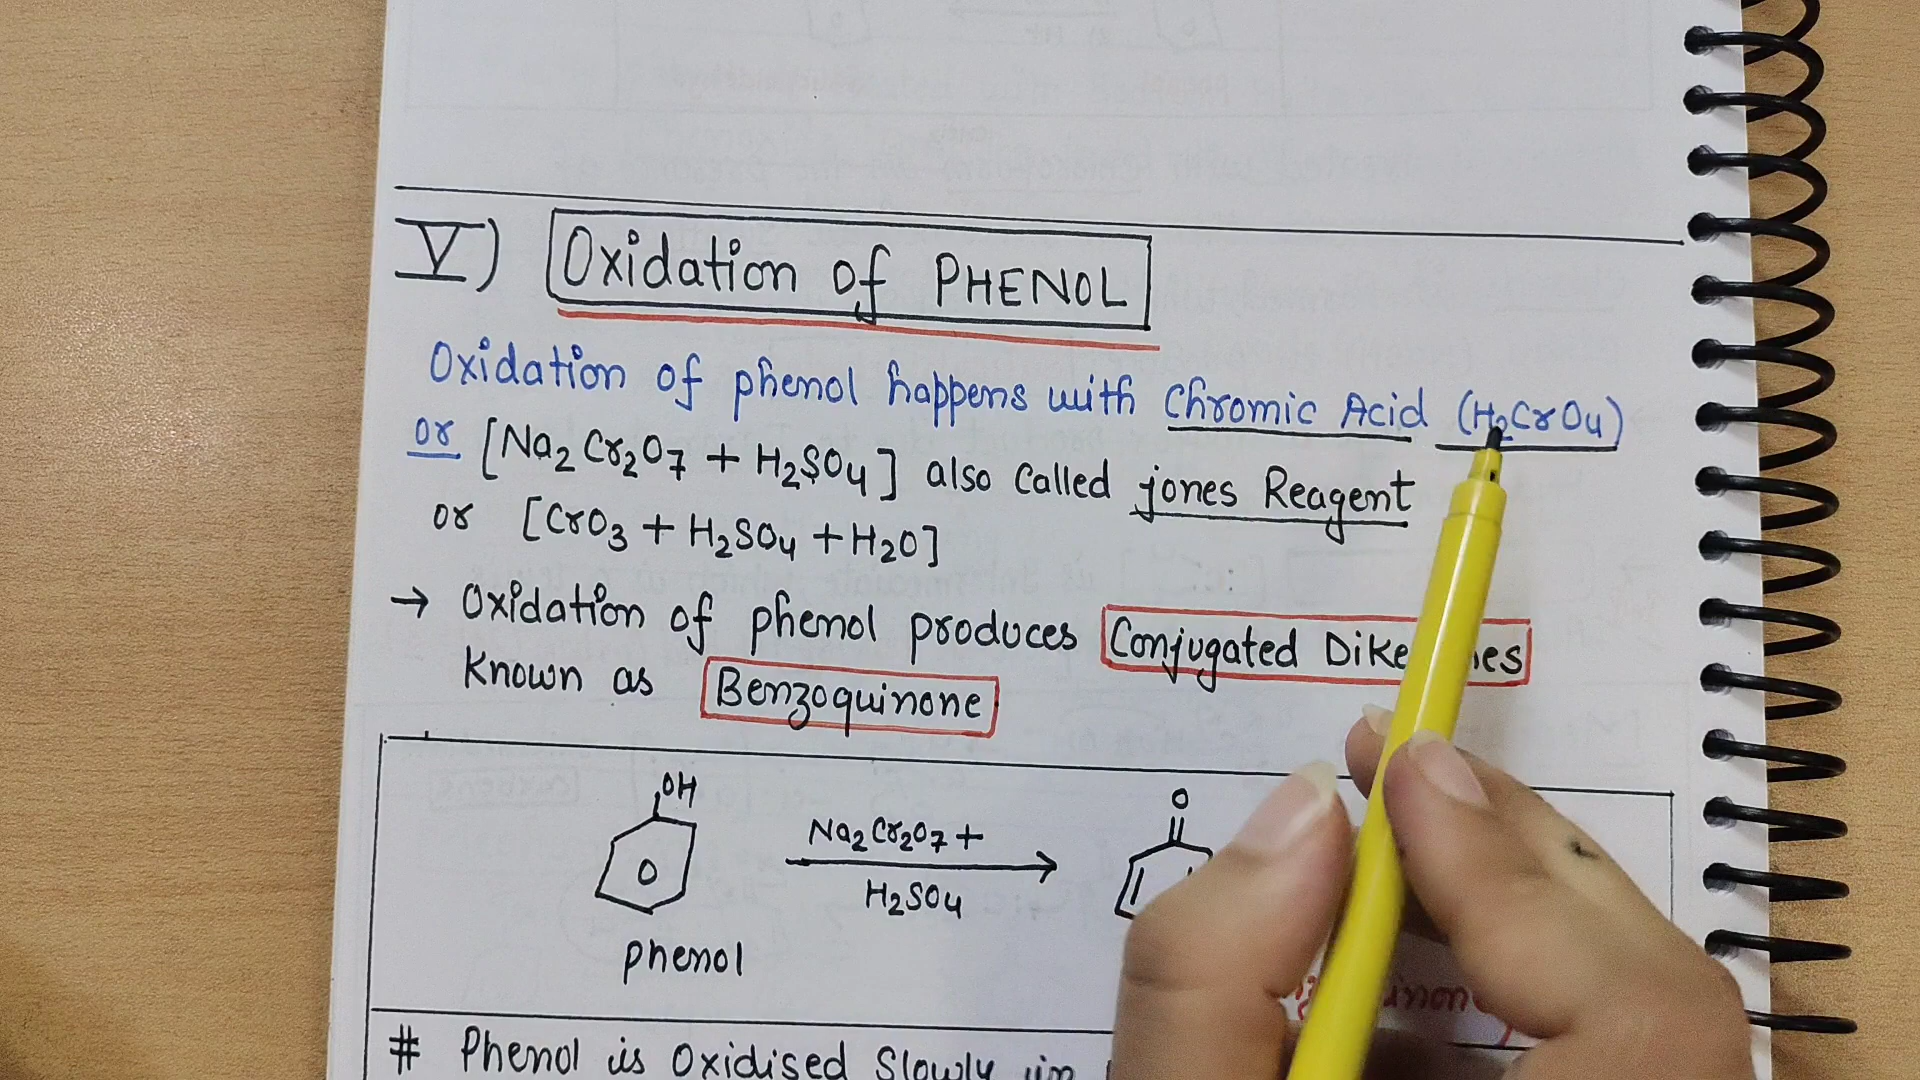 V) Oxidation of PHENOL
Oxidation of phenol happens with Chromic Acid (H2CrO4)
or [Na2Cr2O7 + H2SO4] also called jones Reagent
or [CrO3 + H2SO4 + H2O]
→ Oxidation of phenol produces Conjugated
Known as Benzoquinone
OH
O
Na2Cr2O7 +
H2SO4
phenol
# Phenol is Oxidised Slowly in